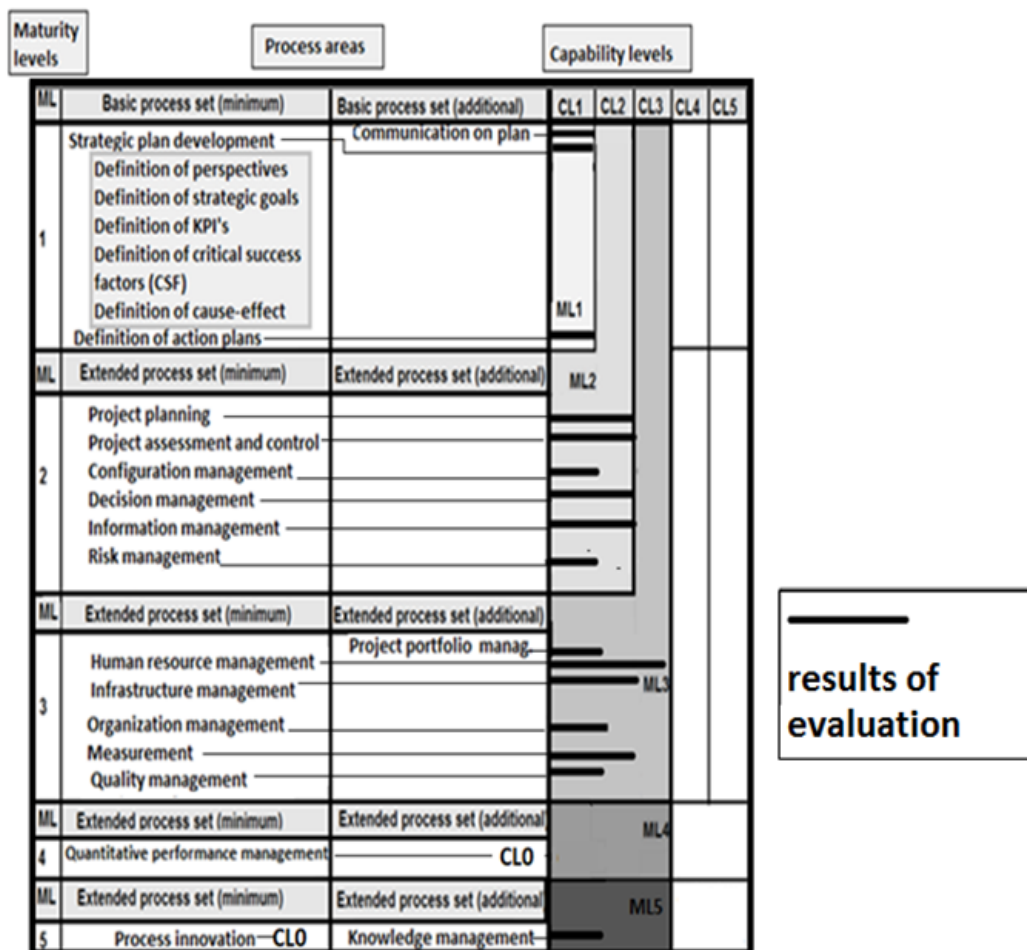 Maturity
levels
Process areas
Capability levels
ML Basic process set (minimum) Basic process set (additional) CL1 CL2 CL3 CL4 CL5
Strategic plan development Communication on plan
Definition of perspectives
Definition of strategic goals
Definition of KPI's
1
Definition of critical success
factors (CSF)
Definition of cause-effect ML1
Definition of action plans
ML Extended process set (minimum) Extended process set (additional) ML2
Project planning
Project assessment and control
2 Configuration management
Decision management
Information management
Risk management
ML Extended process set (minimum) Extended process set (additional)
Project portfolio manag.
Human resource management
Infrastructure management ML3
3
Organization management
Measurement
Quality management
ML Extended process set (minimum) Extended process set (additional ML4
4 Quantitative performance management CL0
ML Extended process set (minimum) Extended process set (additional ML5
5 Process innovation CL0 Knowledge management
results of
evaluation